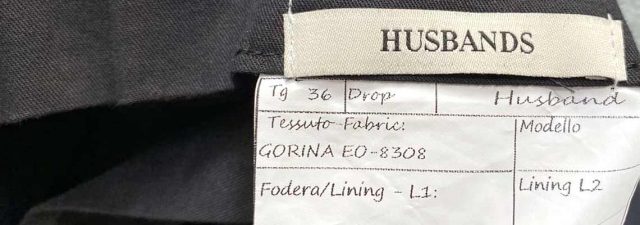 HUSBANDS
Tg 36 Drop Husband
Tessuto Fabric: Modello
GORINA EO-8308
Fodera/Lining - L1: Lining L2